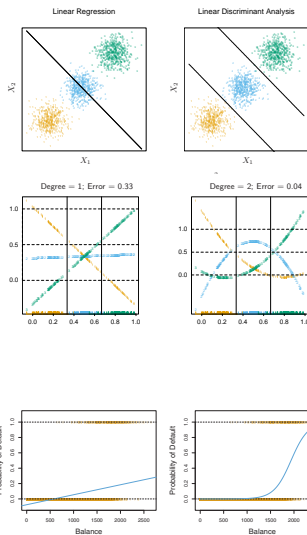 Linear Regression
Linear Discriminant Analysis
X2
X2
X1
X1
Degree = 1; Error = 0.33
Degree = 2; Error = 0.04
1.0
0.5
0.0
1.0
0.5
0.0
0.0 0.2 0.4 0.6 0.8 1.0
0.0 0.2 0.4 0.6 0.8 1.0
Probability of Default
Probability of Default
0.0 0.2 0.4 0.6 0.8 1.0
0.0 0.2 0.4 0.6 0.8 1.0
0 500 1000 1500 2000 2500
0 500 1000 1500 2000
Balance
Balance